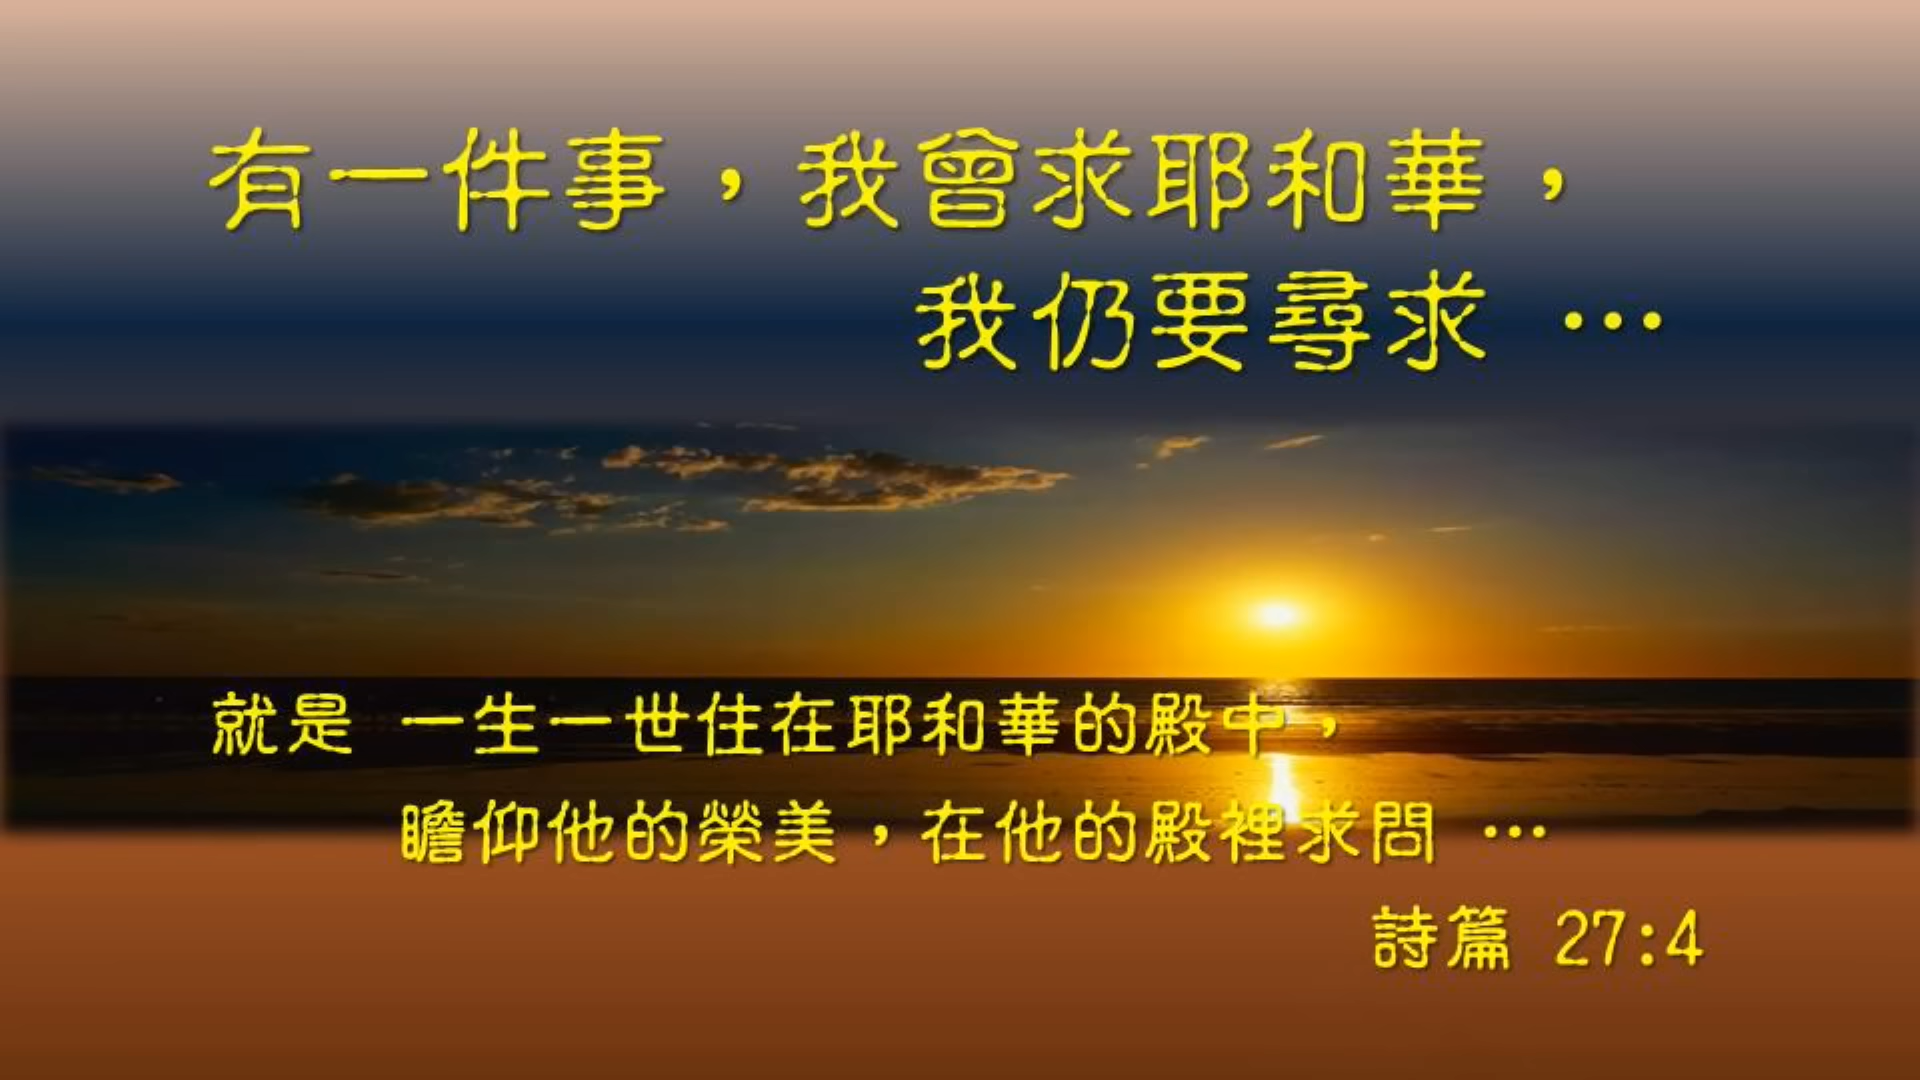 有一件事，我曾求耶和華，
我仍要尋求 …
就是 一生一世住在耶和華的殿中，
瞻仰他的榮美，在他的殿裡求問 …
詩篇 27:4